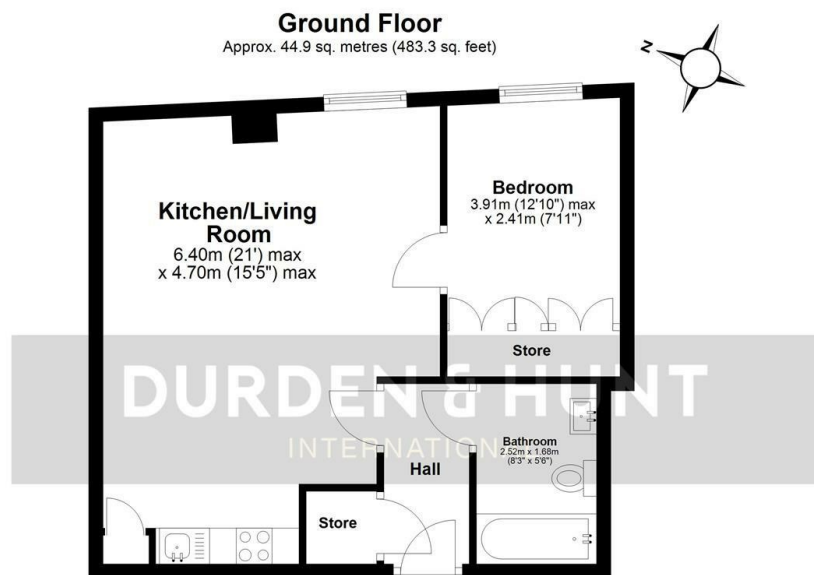 Ground Floor
Approx. 44.9 sq. metres (483.3 sq. feet)
N
Kitchen/Living
Room
6.40m (21') max
x 4.70m (15'5") max
Bedroom
3.91m (12'10") max
x 2.41m (7'11")
Store
DURDEN & HUNT
INTERNATION
Bathroom
2.52m x 1.68m
(8'3" x 5'6")
Hall
Store